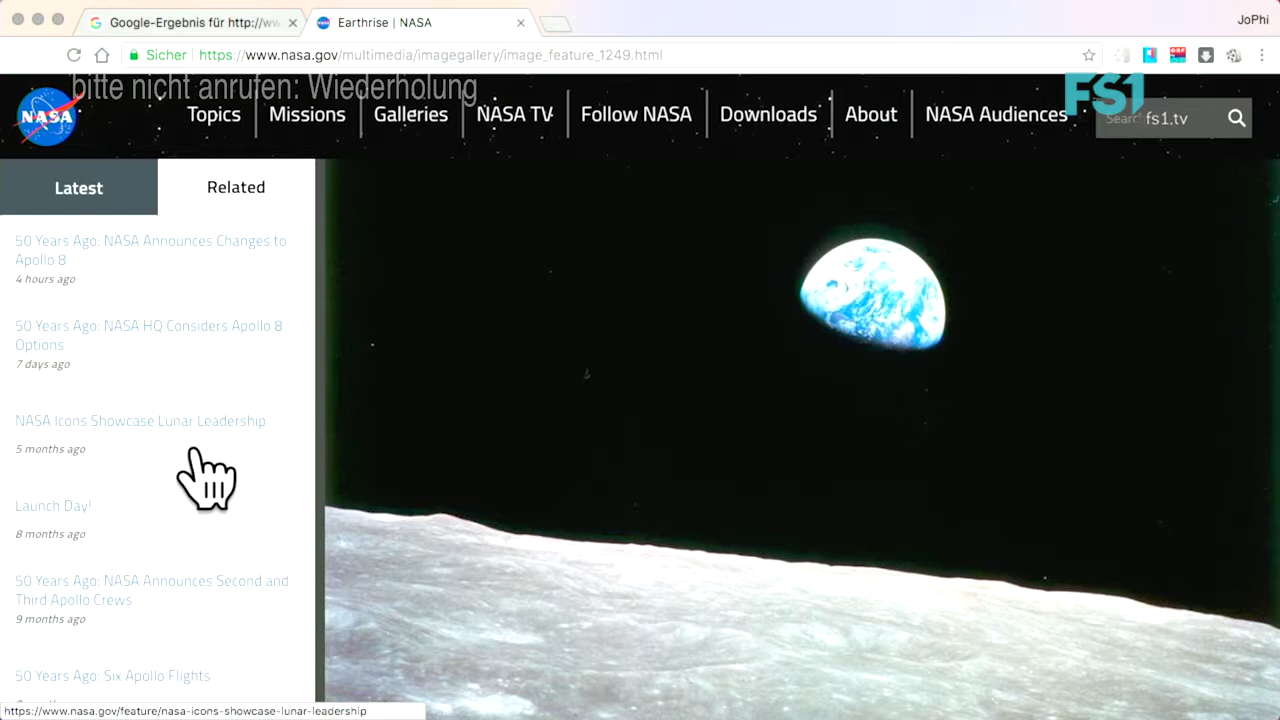 Google-Ergebnis für http://ww
Earthrise | NASA
JoPhi
Sicher
https://www.nasa.gov/multimedia/imagegallery/image_feature_1249.html
bitte nicht anrufen: Wiederholung
FS1
NASA
Topics
Missions
Galleries
NASA TV
Follow NASA
Downloads
About
NASA Audiences
fs1.tv
Latest
Related
50 Years Ago: NASA Announces Changes to
Apollo 8
4 hours ago
50 Years Ago: NASA HQ Considers Apollo 8
Options
7 days ago
NASA Icons Showcase Lunar Leadership
5 months ago
Launch Day!
8 months ago
50 Years Ago: NASA Announces Second and
Third Apollo Crews
9 months ago
50 Years Ago: Six Apollo Flights
https://www.nasa.gov/feature/nasa-icons-showcase-lunar-leadership